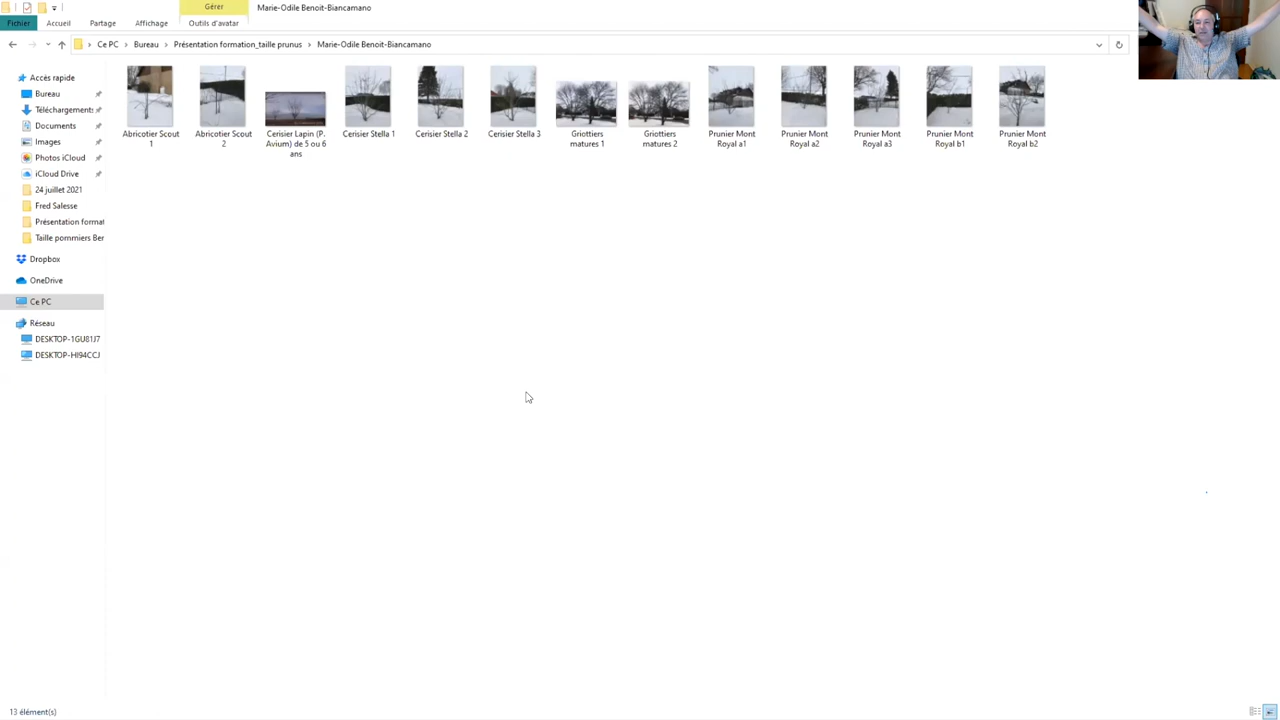 Gérer
Marie-Odile Benoit-Biancamano
Fichier
Accueil
Partage
Affichage
Outils d'avatar
Ce PC
Bureau
Présentation formation_taille prunus
Marie-Odile Benoit-Biancamano
Accès rapide
Bureau
Téléchargements
Documents
Images
Photos iCloud
iCloud Drive
24 juillet 2021
Fred Salesse
Présentation format
Taille pommiers Ber
Dropbox
OneDrive
Ce PC
Réseau
DESKTOP-1GU81J7
DESKTOP-HI94CCJ
Abricotier Scout
1
Abricotier Scout
2
Cerisier Lapin (P.
Avium) de 5 ou 6
ans
Cerisier Stella 1
Cerisier Stella 2
Cerisier Stella 3
Griottiers
matures 1
Griottiers
matures 2
Prunier Mont
Royal a1
Prunier Mont
Royal a2
Prunier Mont
Royal a3
Prunier Mont
Royal b1
Prunier Mont
Royal b2
13 élément(s)